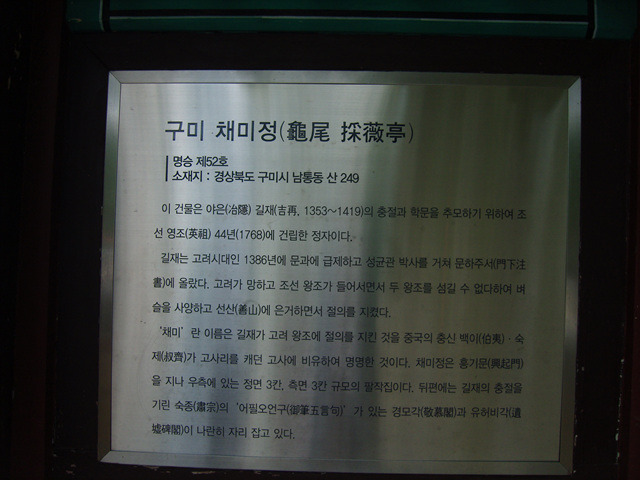 구미 채미정(龜尾 採薇亭)
명승 제52호
소재지 : 경상북도 구미시 남통동 산 249
이 건물은 야은(冶隱) 길재(吉再, 1353~1419)의 충절과 학문을 추모하기 위하여 조
선 영조(英祖) 44년(1768)에 건립한 정자이다.
길재는 고려시대인 1386년에 문과에 급제하고 성균관 박사를 거쳐 문하주서(門下注
書)에 올랐다. 고려가 망하고 조선 왕조가 들어서면서 두 왕조를 섬길 수 없다하여 벼
슬을 사양하고 선산(善山)에 은거하면서 절의를 지켰다.
'채미'란 이름은 길재가 고려 왕조에 절의를 지킨 것을 중국의 충신 백이(伯夷)·숙
제(叔齊)가 고사리를 캐던 고사에 비유하여 명명한 것이다. 채미정은 흥기문(興起門)
을 지나 우측에 있는 정면 3칸, 측면 3칸 규모의 팔작집이다. 뒤편에는 길재의 충절을
기린 숙종(肅宗)의 '어필오언구(御筆五言句)'가 있는 경모각(敬慕閣)과 유허비각(遺
墟碑閣)이 나란히 자리 잡고 있다.